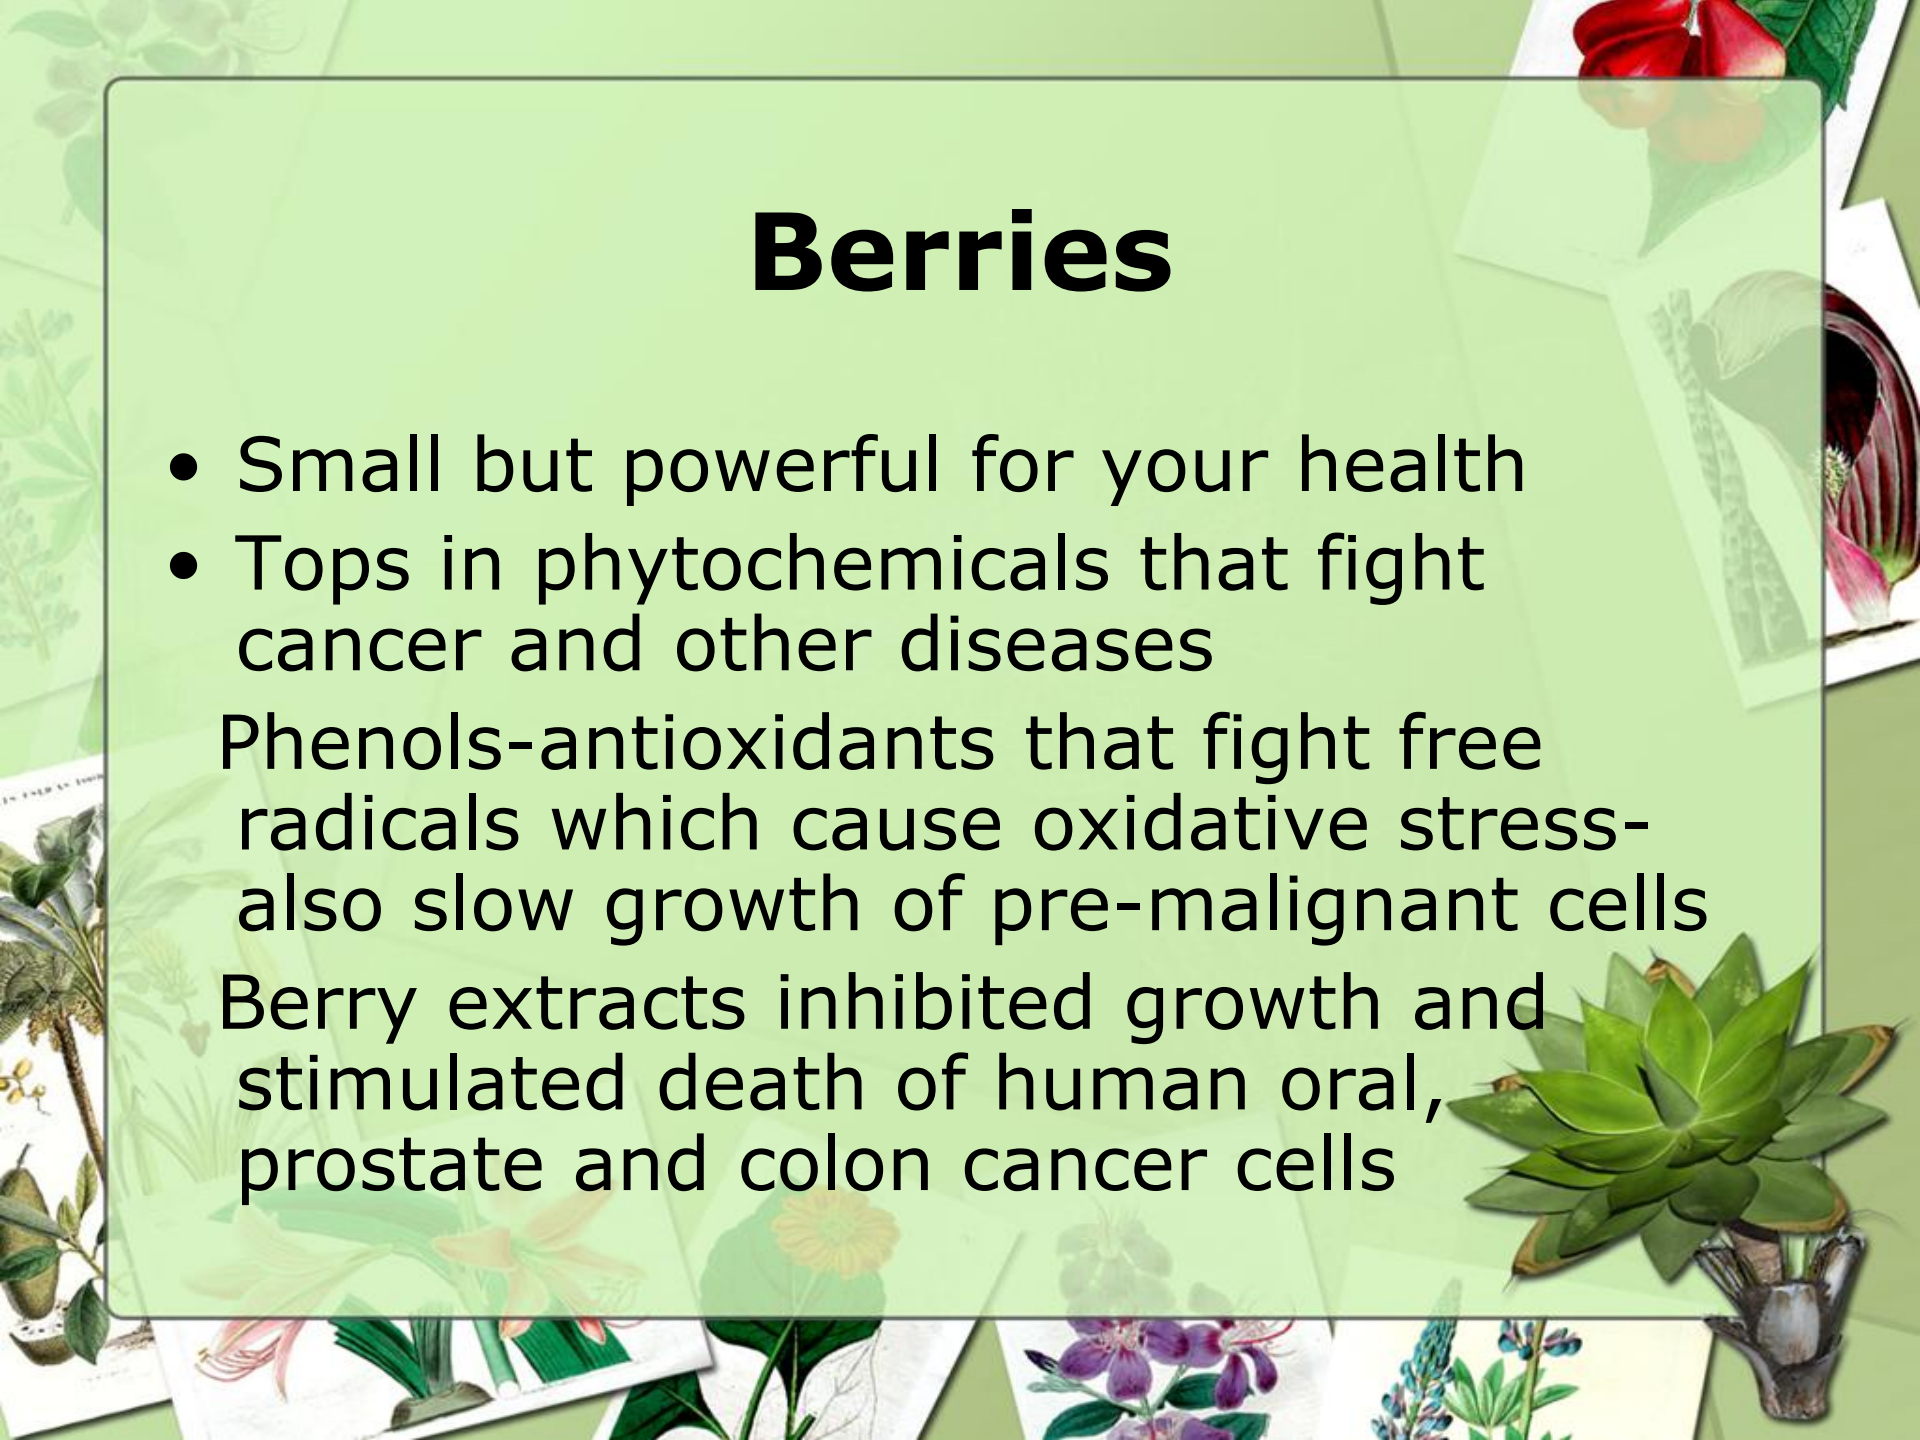 Berries
• Small but powerful for your health
• Tops in phytochemicals that fight
cancer and other diseases
Phenols-antioxidants that fight free
radicals which cause oxidative stress-
also slow growth of pre-malignant cells
Berry extracts inhibited growth and
stimulated death of human oral,
prostate and colon cancer cells